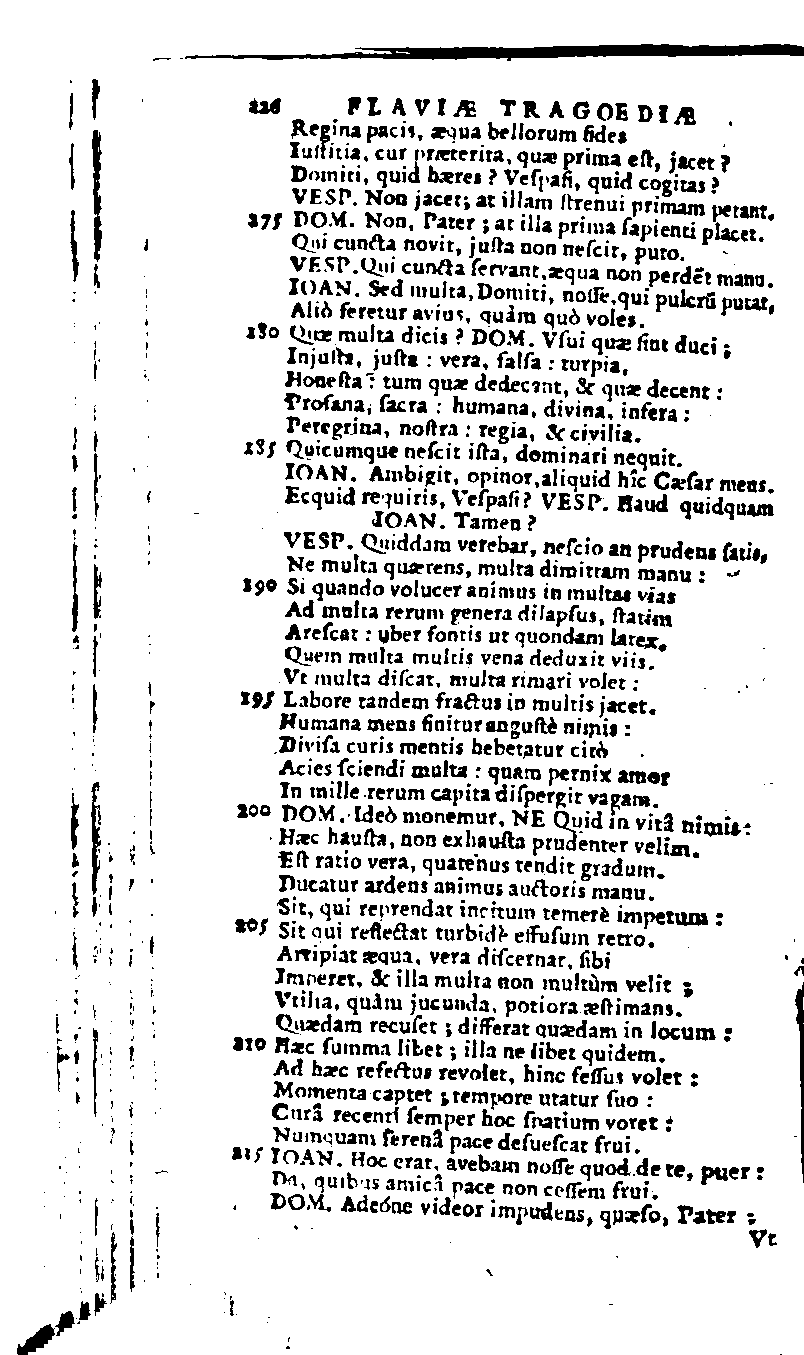 226 FLAVIÆ TRAGOEDIÆ
Regina pacis, æqua bellorum fides
Iuſtitia, cur præterita, quæ prima eſt, jacet ?
Domiti, quid hæres ? Veſpaſi, quid cogitas ?
VESP. Non jacet; at illam ſtrenui primam petant.
175 DOM. Non, Pater ; at illa prima ſapienti placet.
Qui cuncta novit, juſta non neſcit, puto.
VESP. Qui cuncta ſervant, æqua non perdẽt manu.
IOAN. Sed multa, Domiti, noſſe, qui pulcrũ putat,
Aliò feretur avius, quàm quò voles.
180 Quæ multa dicis ? DOM. Vſui quæ ſint duci ;
Injuſta, juſta : vera, falſa : turpia,
Honeſta : tum quæ dedecant, & quæ decent :
Profana, ſacra : humana, divina, infera :
Peregrina, noſtra : regia, & civilia.
185 Quicumque neſcit iſta, dominari nequit.
IOAN. Ambigit, opinor, aliquid hîc Cæſar meus.
Ecquid requiris, Veſpaſi? VESP. Haud quidquam
IOAN. Tamen ?
VESP. Quiddam verebar, neſcio an prudens ſatis,
Ne multa quærens, multa dimittam manu :
190 Si quando volucer animus in multas vias
Ad multa rerum genera dilapſus, ſtatim
Areſcat : uber fontis ut quondam latex,
Quem multa multis vena deduxit viis.
Vt multa diſcat, multa rimari volet :
195 Labore tandem fractus in multis jacet.
Humana mens finitur anguſtè nimis :
Diviſa curis mentis hebetatur citò
Acies ſciendi multa : quam pernix amor
In mille rerum capita diſpergit vagam.
200 DOM. Ideò monemur, NE Quid in vitâ nimis:
Hæc hauſta, non exhauſta prudenter velim.
Eſt ratio vera, quatenus tendit gradum.
Ducatur ardens animus auctoris manu.
Sit, qui reprendat incitum temerè impetum :
205 Sit qui reflectat turbidè effuſum retro.
Arripiat æqua, vera diſcernat, ſibi
Imperet, & illa multa non multùm velit ;
Vtilia, quàm jucunda, potiora æſtimans.
Quædam recuſet ; differat quædam in locum :
210 Hæc ſumma libet ; illa ne libet quidem.
Ad hæc refectus revolet, hinc feſſus volet :
Momenta captet ; tempore utatur ſuo :
Curâ recenti ſemper hoc ſpatium voret :
Numquam ſerenâ pace deſueſcat frui.
215 IOAN. Hoc erat, avebam noſſe quod de te, puer :
Da, quibus amicâ pace non ceſſem frui.
DOM. Adeóne videor impudens, quæſo, Pater ;
Vt